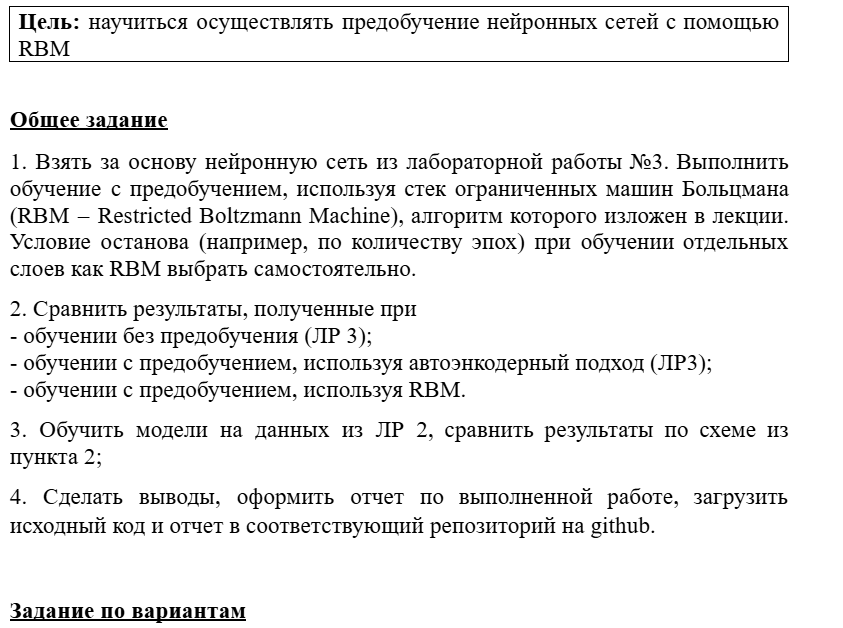 Цель: научиться осуществлять предобучение нейронных сетей с помощью
RBM
Общее задание
1. Взять за основу нейронную сеть из лабораторной работы №3. Выполнить
обучение с предобучением, используя стек ограниченных машин Больцмана
(RBM – Restricted Boltzmann Machine), алгоритм которого изложен в лекции.
Условие останова (например, по количеству эпох) при обучении отдельных
слоев как RBM выбрать самостоятельно.
2. Сравнить результаты, полученные при
- обучении без предобучения (ЛР 3);
- обучении с предобучением, используя автоэнкодерный подход (ЛР3);
- обучении с предобучением, используя RBM.
3. Обучить модели на данных из ЛР 2, сравнить результаты по схеме из
пункта 2;
4. Сделать выводы, оформить отчет по выполненной работе, загрузить
исходный код и отчет в соответствующий репозиторий на github.
Задание по вариантам